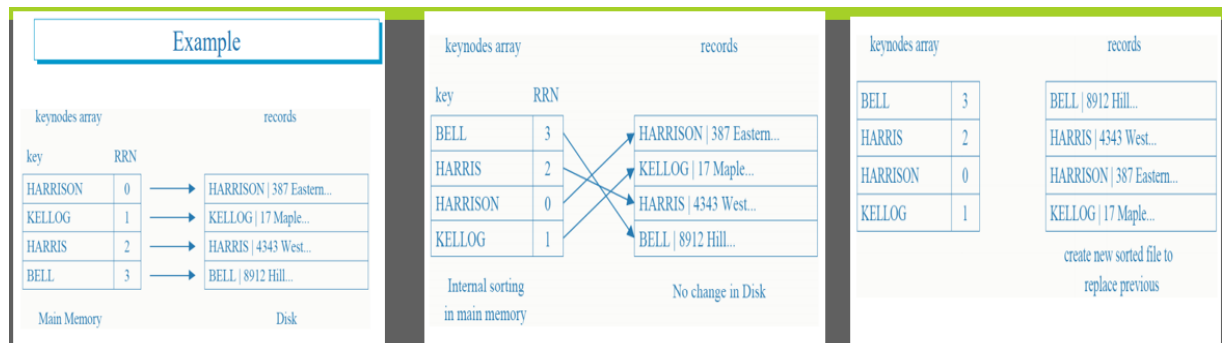 Example
keynodes array records
key RRN
HARRISON 0 HARRISON | 387 Eastern...
KELLOG 1 KELLOG | 17 Maple...
HARRIS 2 HARRIS | 4343 West...
BELL 3 BELL | 8912 Hill...
Main Memory Disk
keynodes array records
key RRN
BELL 3 HARRISON | 387 Eastern...
HARRIS 2 KELLOG | 17 Maple...
HARRISON 0 HARRIS | 4343 West...
KELLOG 1 BELL | 8912 Hill...
Internal sorting
in main memory
No change in Disk
keynodes array records
BELL 3 BELL | 8912 Hill...
HARRIS 2 HARRIS | 4343 West...
HARRISON 0 HARRISON | 387 Eastern...
KELLOG 1 KELLOG | 17 Maple...
create new sorted file to
replace previous